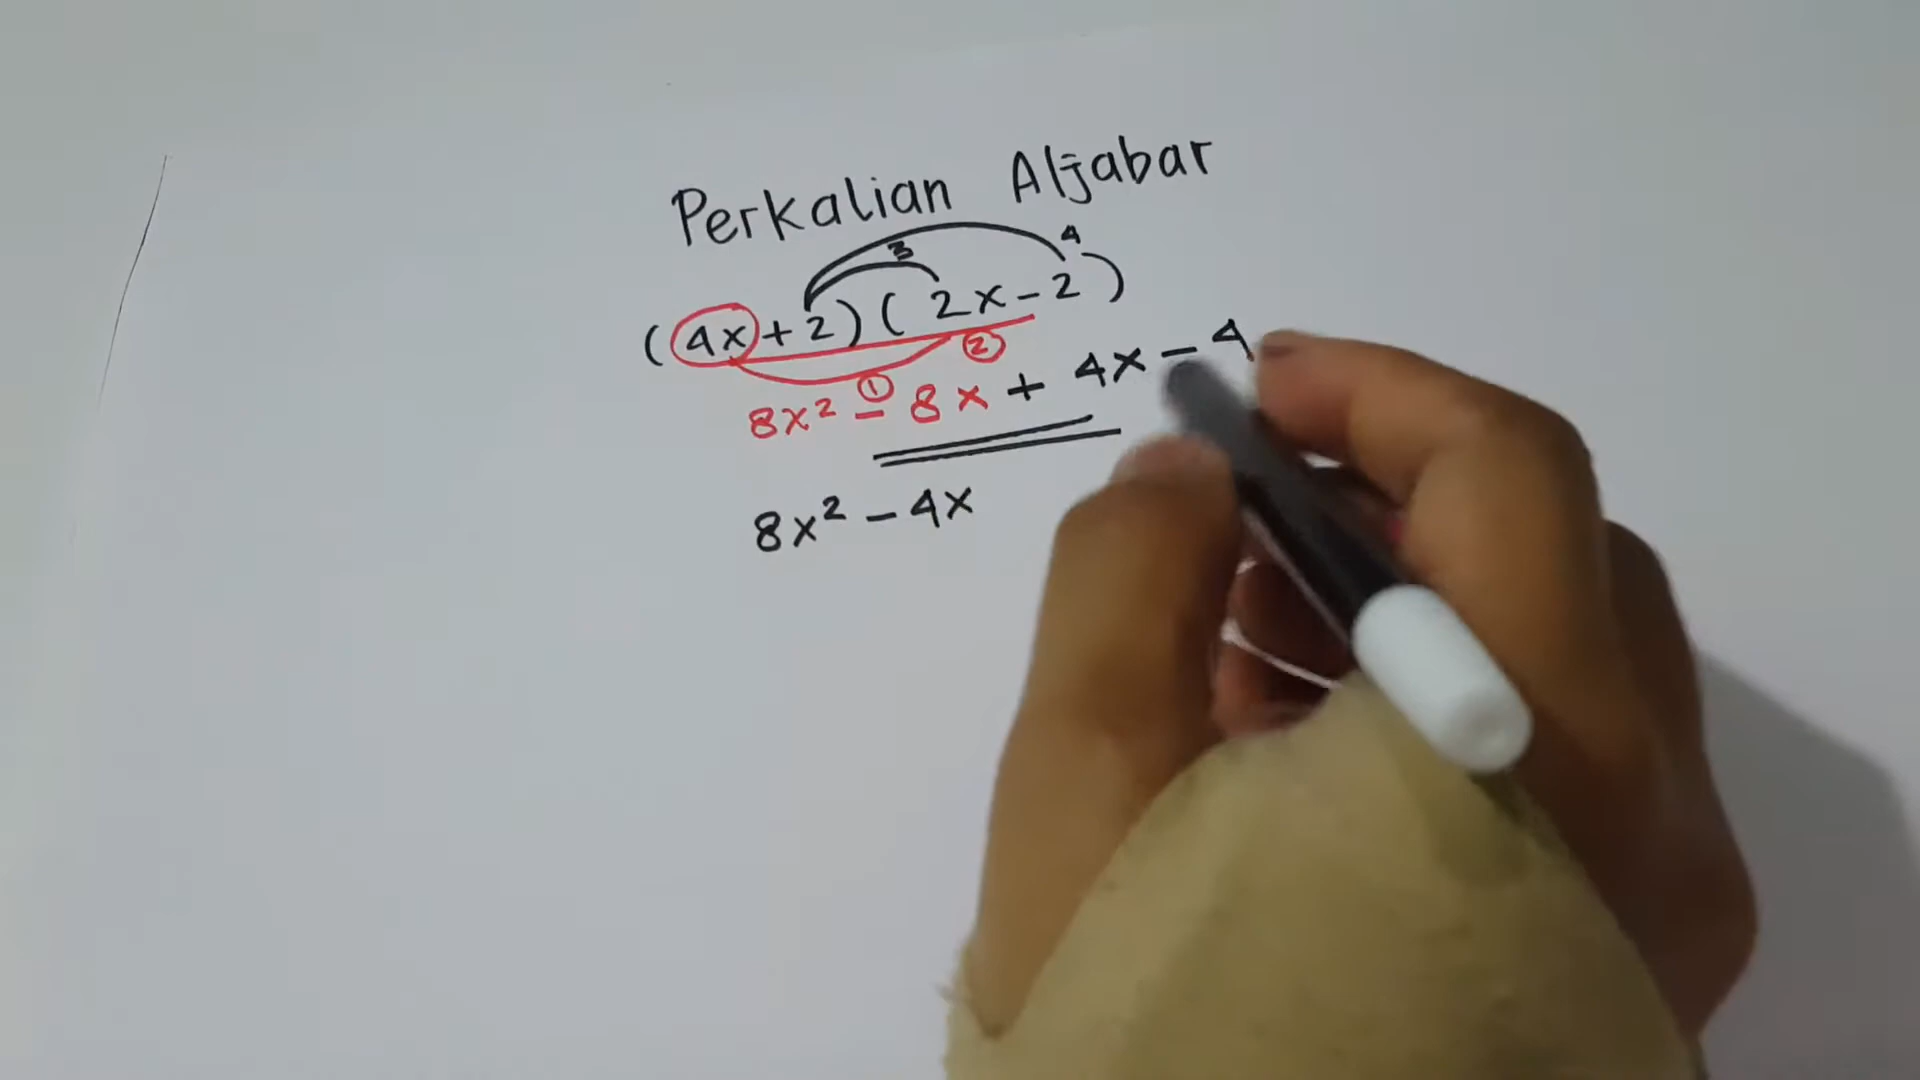 Perkalian Aljabar
3 4
(4x+2)(2x-2)
① ②
8x² - 8x + 4x - 4
8x² - 4x